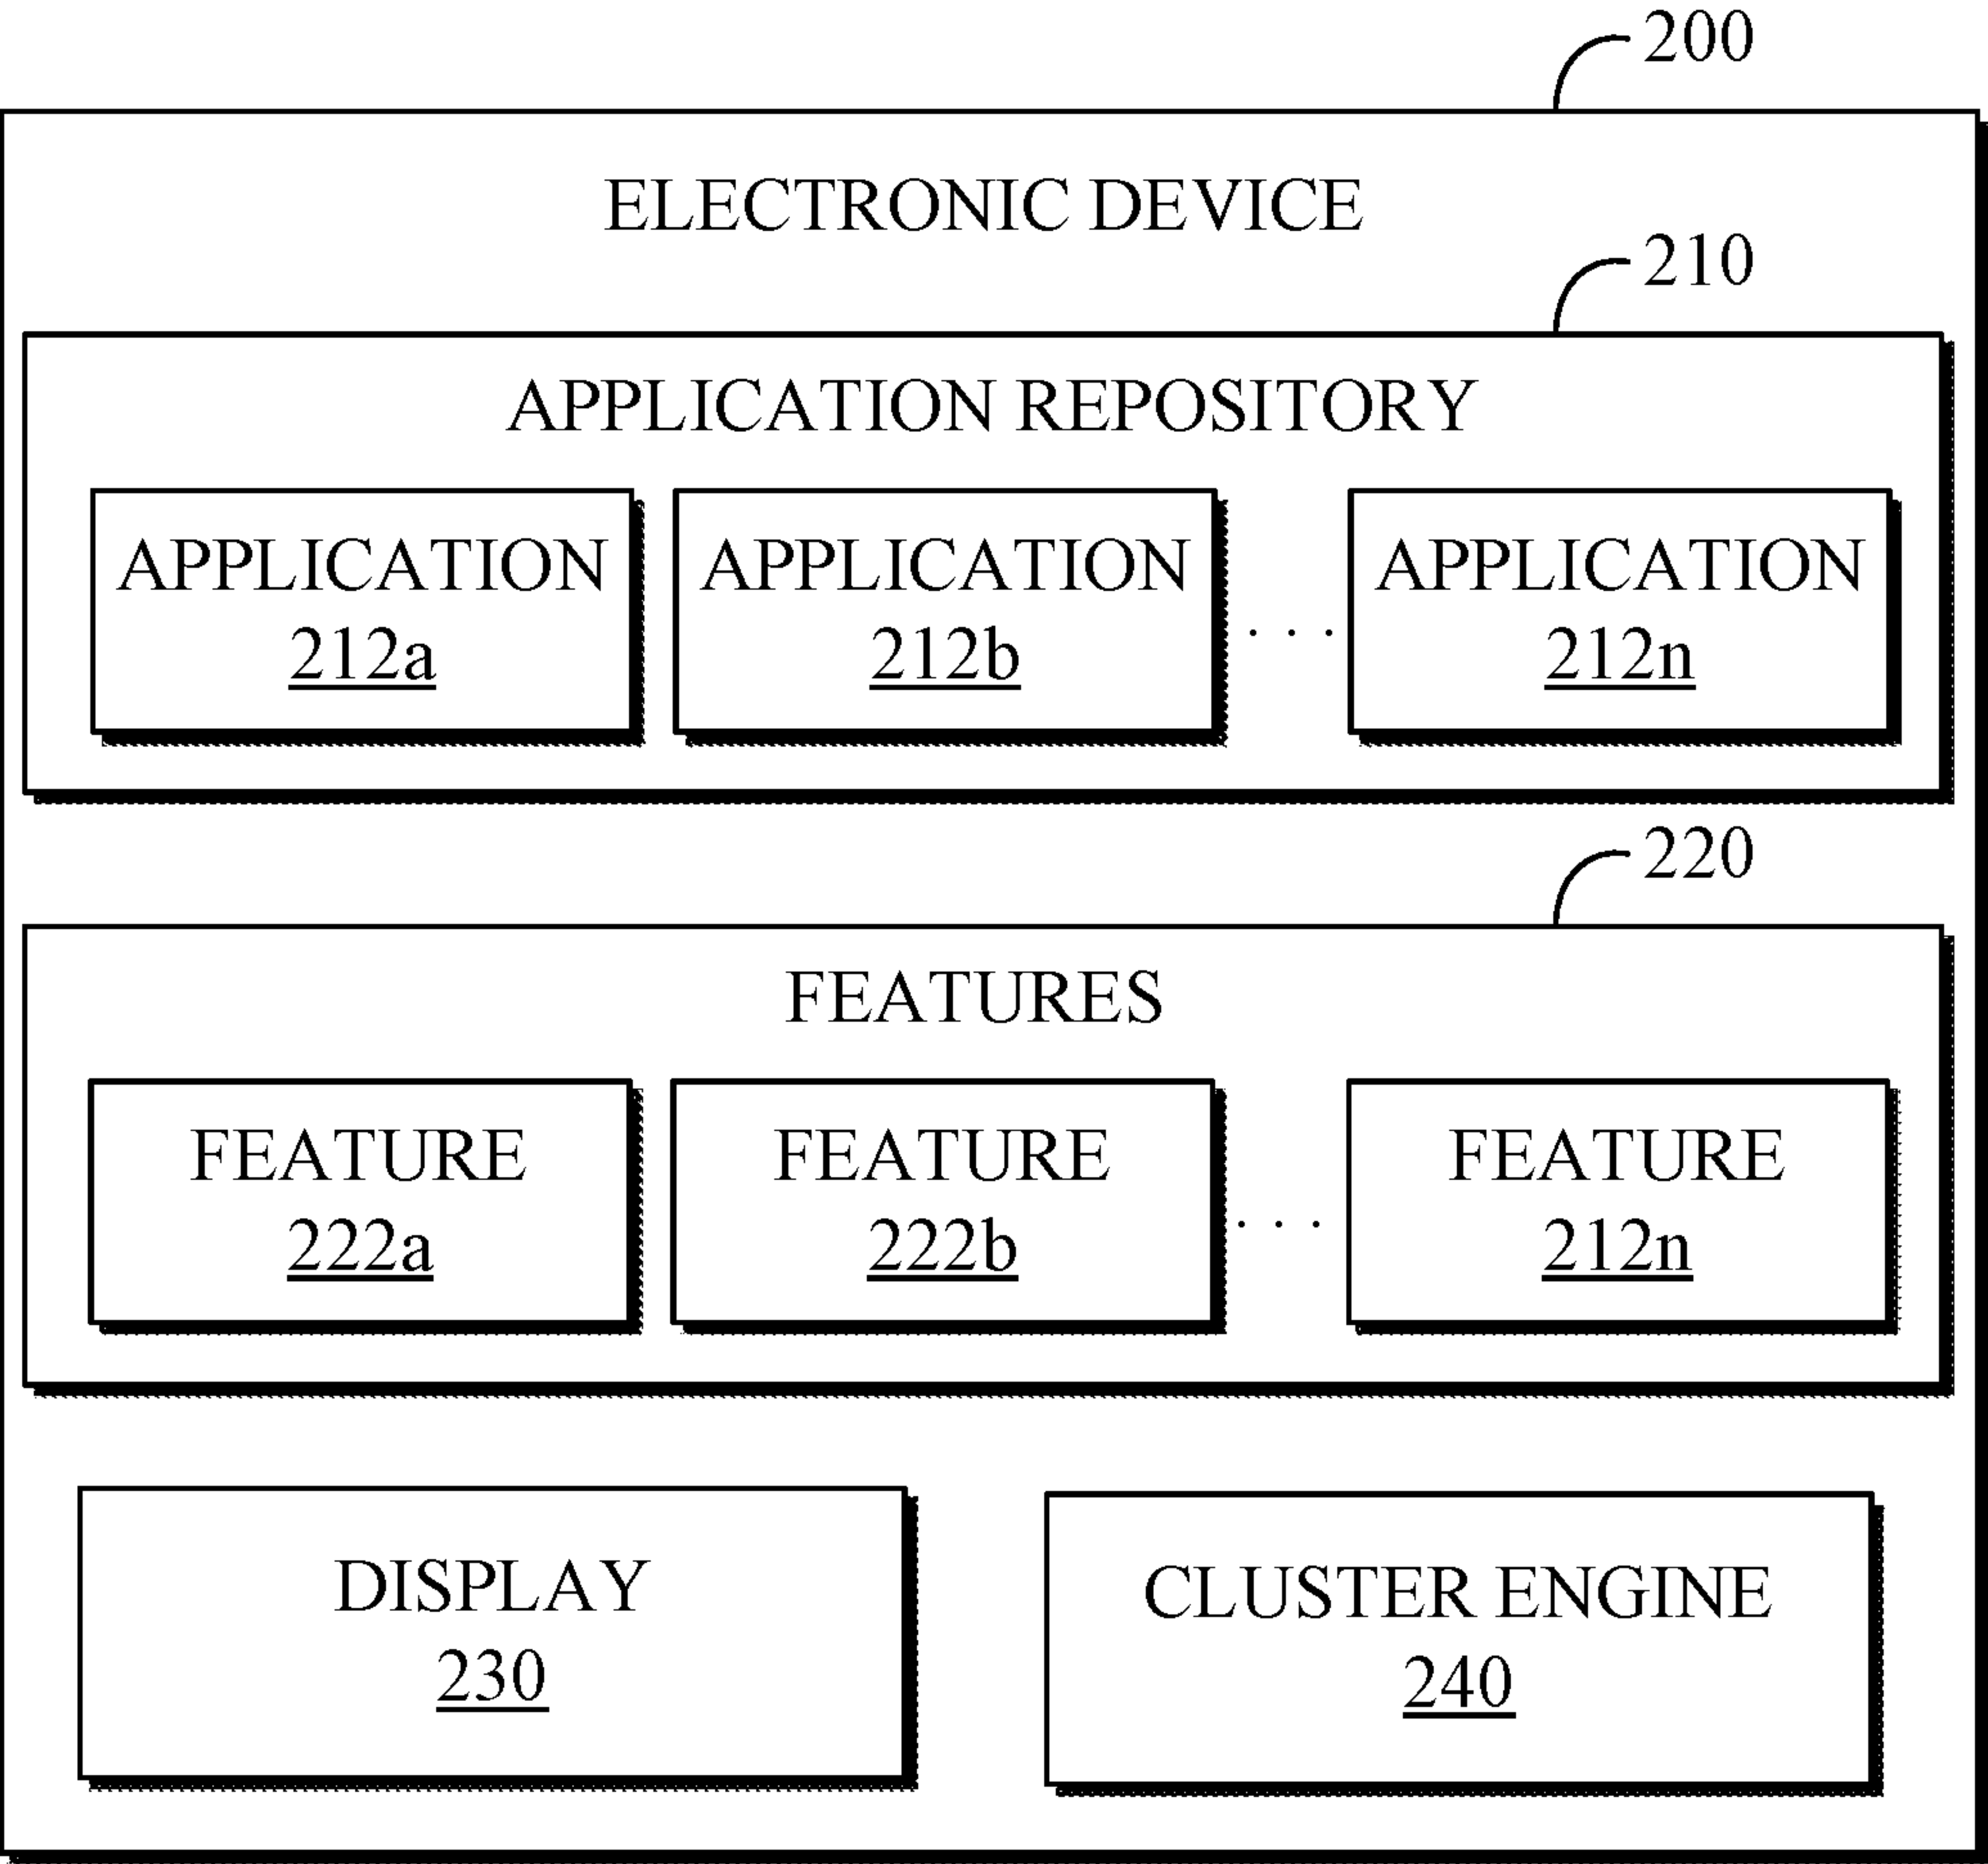 200
ELECTRONIC DEVICE
210
APPLICATION REPOSITORY
APPLICATION
212a
APPLICATION
212b
. . .
APPLICATION
212n
220
FEATURES
FEATURE
222a
FEATURE
222b
. . .
FEATURE
212n
DISPLAY
230
CLUSTER ENGINE
240